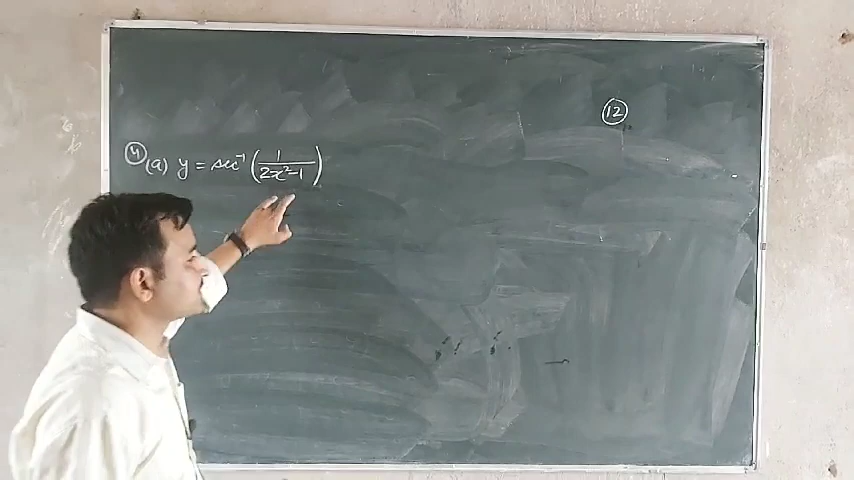 12
4 (a) y = sec⁻¹ (1/(2x²-1))